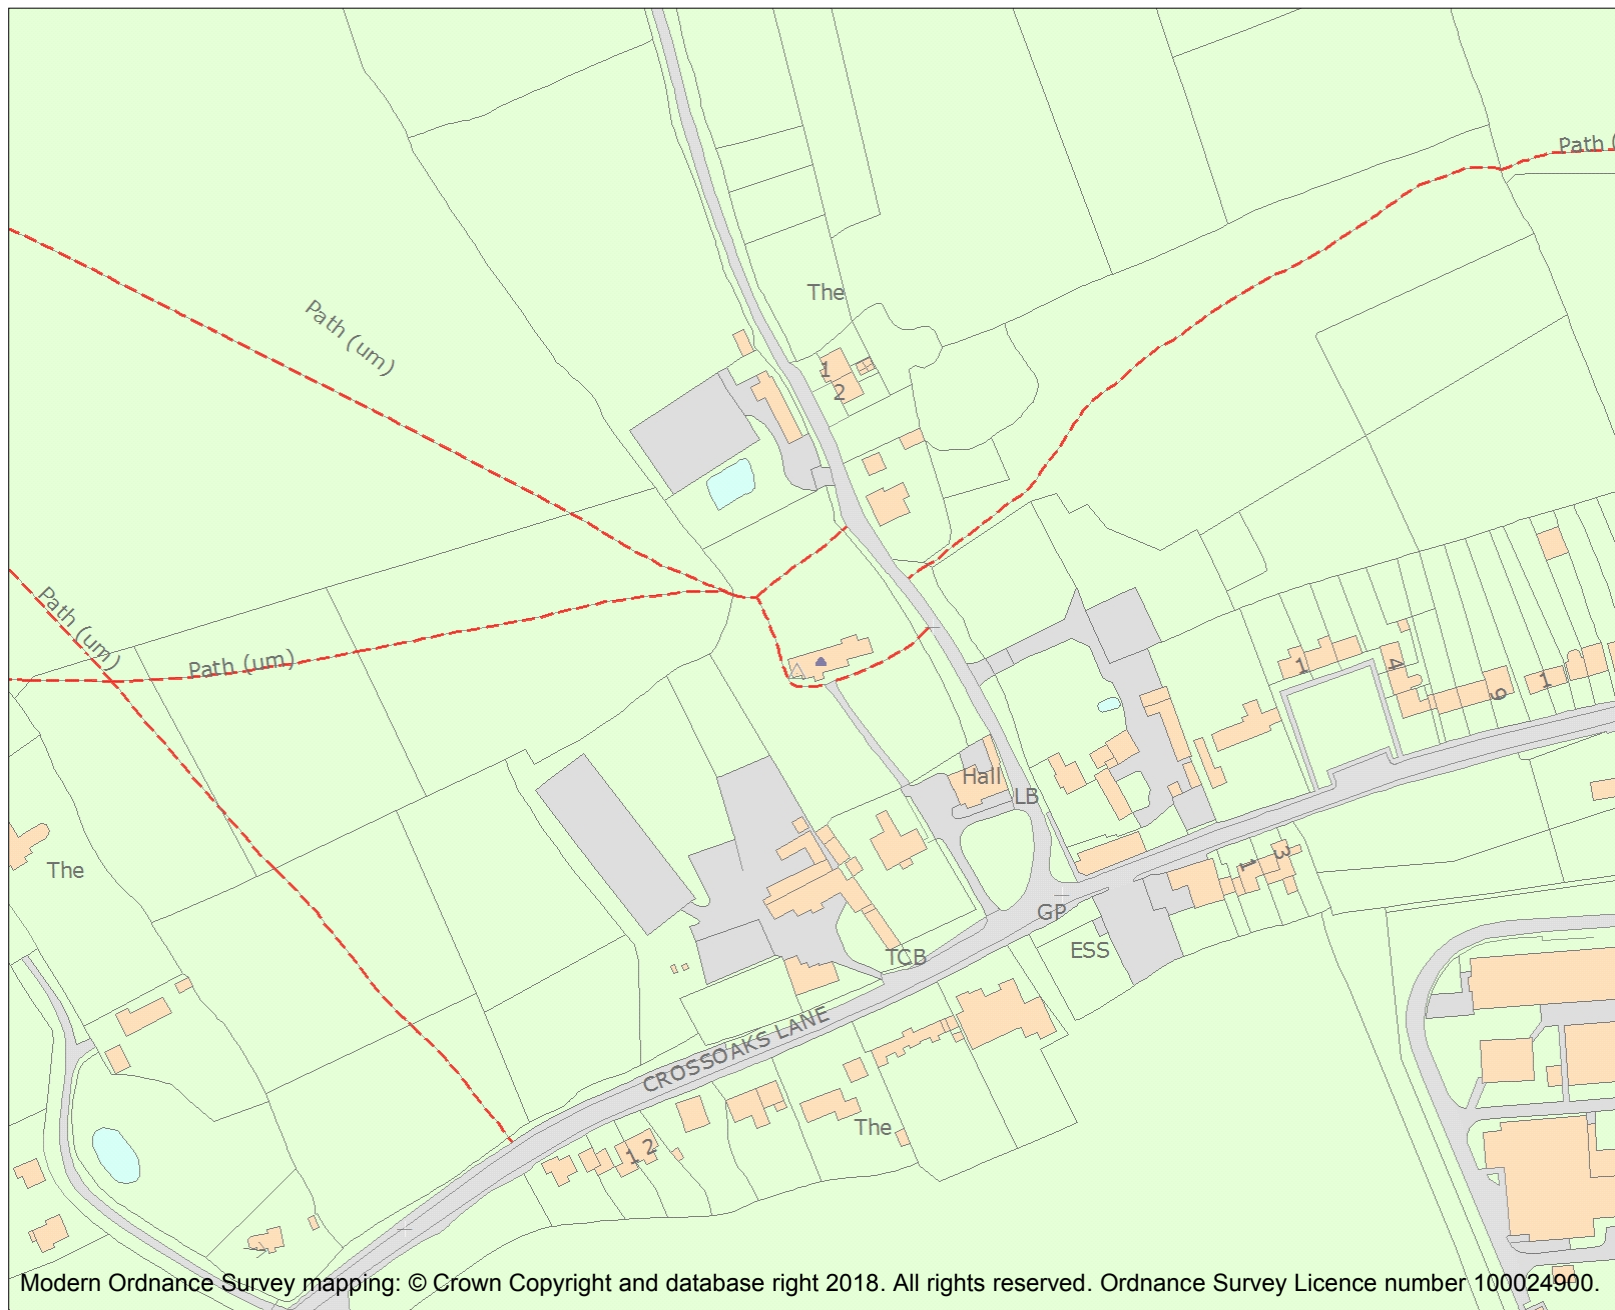 Path (
The
Path (um)
1
2
Path (um)
Path (um)
1
4
9
1
Hall
LB
The
1
3
GP
TCB
ESS
CROSSOAKS LANE
The
1 2
Modern Ordnance Survey mapping: © Crown Copyright and database right 2018. All rights reserved. Ordnance Survey Licence number 100024900.